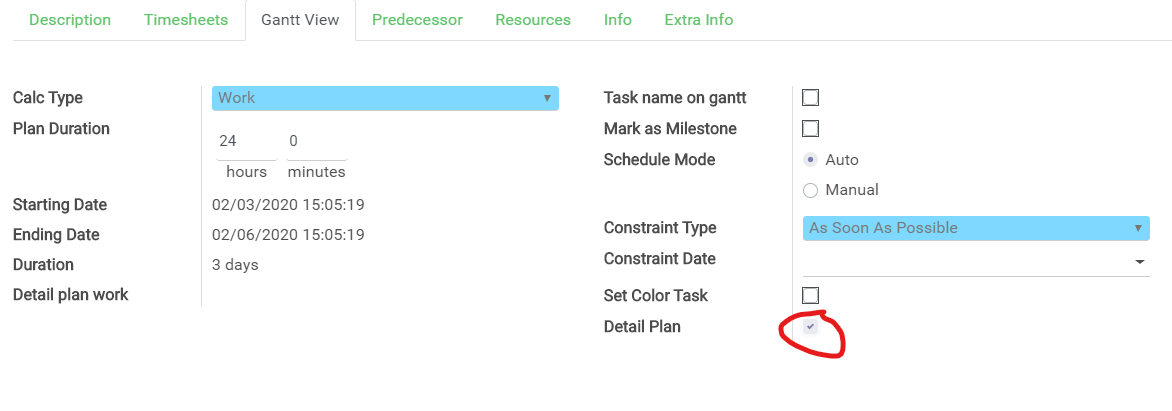 Description Timesheets Gantt View Predecessor Resources Info Extra Info
Calc Type Work
Plan Duration 24 0
hours minutes
Starting Date 02/03/2020 15:05:19
Ending Date 02/06/2020 15:05:19
Duration 3 days
Detail plan work
Task name on gantt
Mark as Milestone
Schedule Mode Auto
Manual
Constraint Type As Soon As Possible
Constraint Date
Set Color Task
Detail Plan